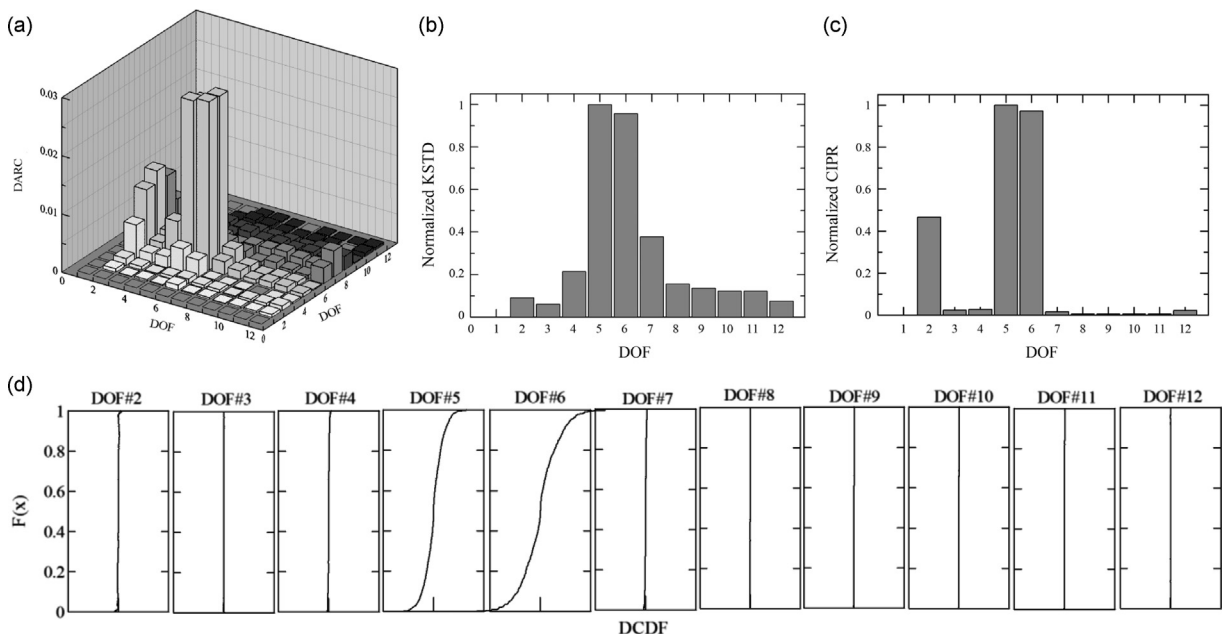 (a)
0.03
0.02
0.01
0
DARC
0 2 4 6 8 10 12
DOF
0 2 4 6 8 10 12
DOF
(b)
1
0.8
0.6
0.4
0.2
0
Normalized KSTD
0 1 2 3 4 5 6 7 8 9 10 11 12
DOF
(c)
1
0.8
0.6
0.4
0.2
0
Normalized CIPR
1 2 3 4 5 6 7 8 9 10 11 12
DOF
(d)
DOF#2 DOF#3 DOF#4 DOF#5 DOF#6 DOF#7 DOF#8 DOF#9 DOF#10 DOF#11 DOF#12
1
0.8
0.6
0.4
0.2
0
F(x)
DCDF